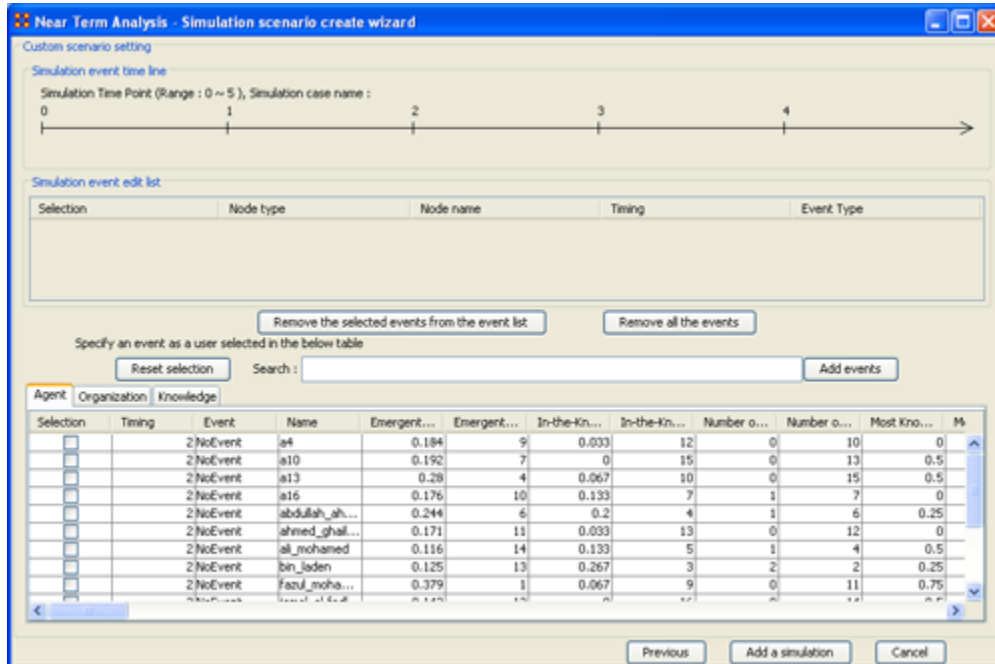 Near Term Analysis - Simulation scenario create wizard
Custom scenario setting
Simulation event time line
Simulation Time Point (Range : 0 ~ 5 ), Simulation case name :
0 1 2 3 4
Simulation event edit list
Selection Node type Node name Timing Event Type
Remove the selected events from the event list Remove all the events
Specify an event as a user selected in the below table
Reset selection Search : Add events
Agent Organization Knowledge
Selection Timing Event Name Emergent... Emergent... In-the-Kn... In-the-Kn... Number o... Number o... Most Kno... M
2 NoEvent a4 0.184 9 0.033 12 0 10 0
2 NoEvent a10 0.192 7 0 15 0 13 0.5
2 NoEvent a13 0.28 4 0.067 10 0 15 0.5
2 NoEvent a16 0.176 10 0.133 7 1 7 0
2 NoEvent abdullah_ah... 0.244 6 0.2 4 1 6 0.25
2 NoEvent ahmed_ghail... 0.171 11 0.033 13 0 12 0
2 NoEvent ali_mohamed 0.116 14 0.133 5 1 4 0.5
2 NoEvent bin_laden 0.125 13 0.267 3 2 2 0.25
2 NoEvent fazul_moha... 0.379 1 0.067 9 0 11 0.75
Previous Add a simulation Cancel